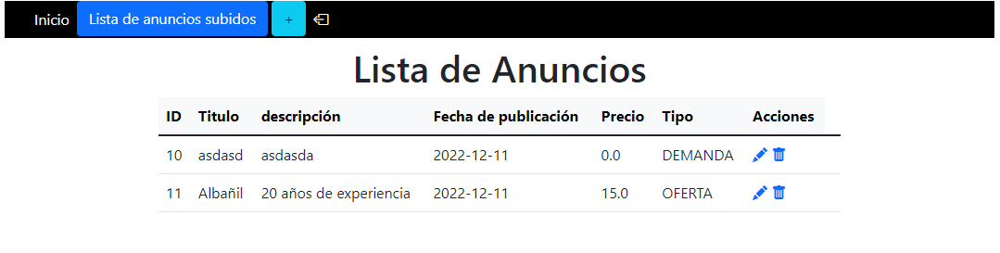 Inicio Lista de anuncios subidos +
Lista de Anuncios
ID Titulo descripción Fecha de publicación Precio Tipo Acciones
10 asdasd asdasda 2022-12-11 0.0 DEMANDA
11 Albañil 20 años de experiencia 2022-12-11 15.0 OFERTA